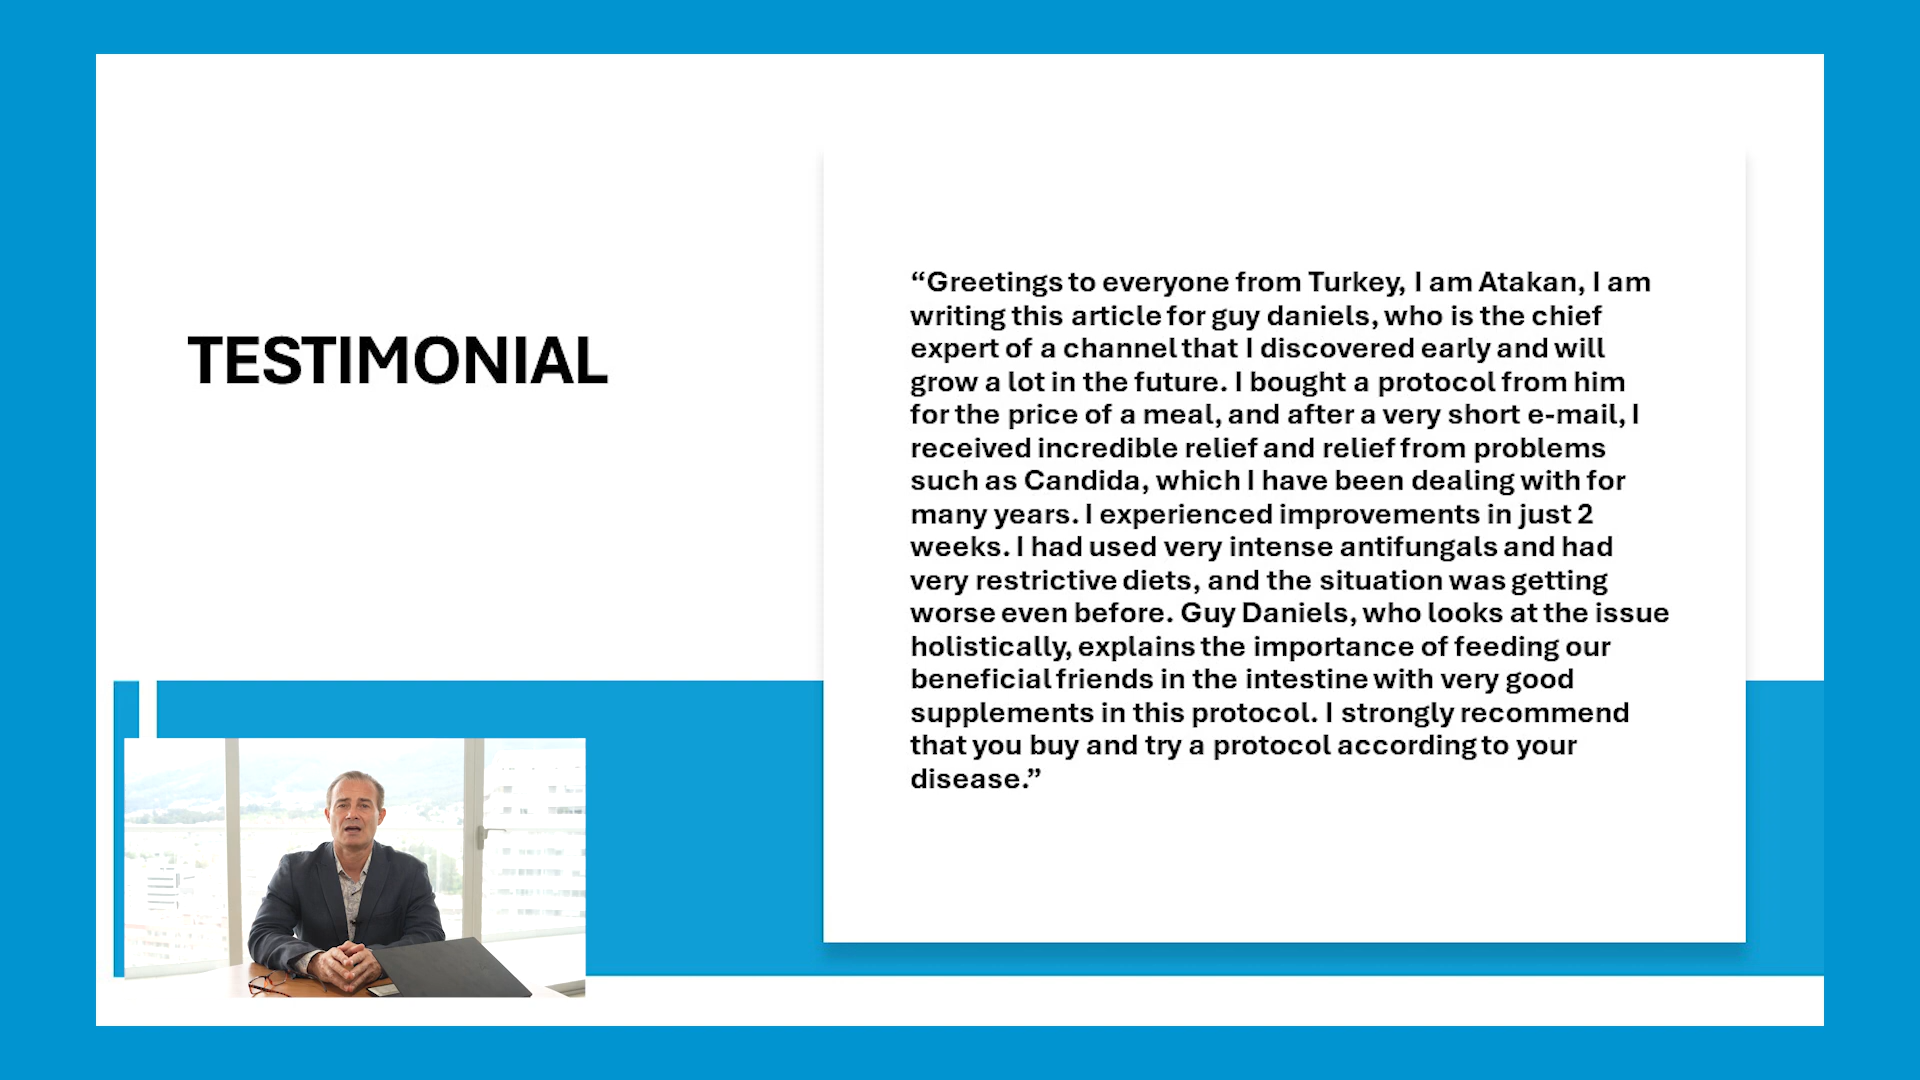 TESTIMONIAL
“Greetings to everyone from Turkey, I am Atakan, I am
writing this article for guy daniels, who is the chief
expert of a channel that I discovered early and will
grow a lot in the future. I bought a protocol from him
for the price of a meal, and after a very short e-mail, I
received incredible relief and relief from problems
such as Candida, which I have been dealing with for
many years. I experienced improvements in just 2
weeks. I had used very intense antifungals and had
very restrictive diets, and the situation was getting
worse even before. Guy Daniels, who looks at the issue
holistically, explains the importance of feeding our
beneficial friends in the intestine with very good
supplements in this protocol. I strongly recommend
that you buy and try a protocol according to your
disease.”